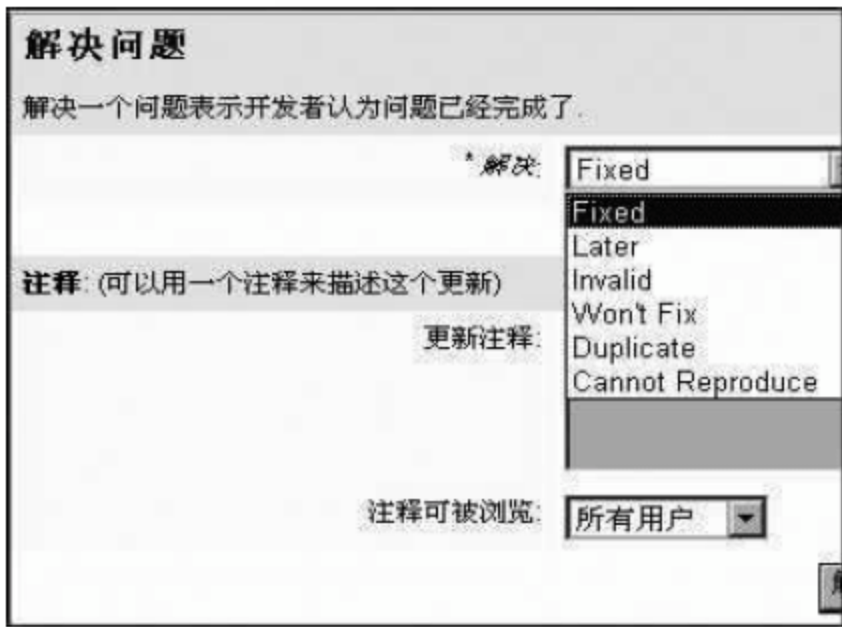 解决问题
解决一个问题表示开发者认为问题已经完成了.
* 解决: Fixed
Fixed
Later
Invalid
Won't Fix
Duplicate
Cannot Reproduce
注释: (可以用一个注释来描述这个更新)
更新注释:
注释可被浏览: 所有用户